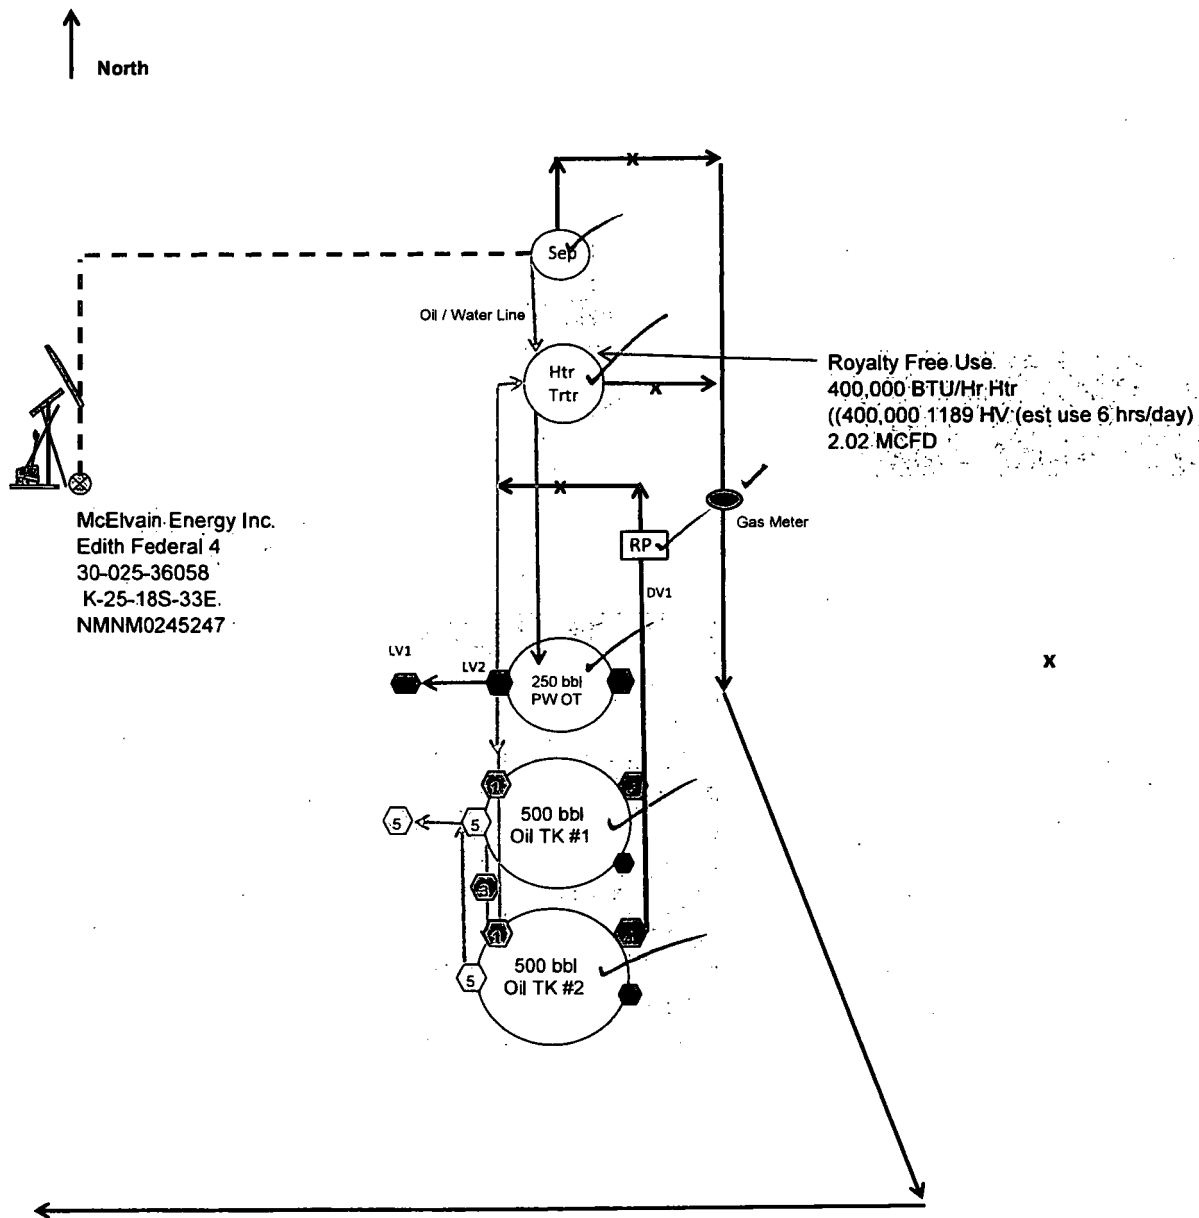 North
x
Sep
Oil / Water Line
Htr
Trtr
x
Royalty Free Use
400,000 BTU/Hr Htr
((400,000 1189 HV (est use 6 hrs/day)
2.02 MCFD
x
Gas Meter
McElvain Energy Inc.
Edith Federal 4
30-025-36058
K-25-18S-33E
NMNM0245247
RP
DV1
LV1
LV2
250 bbl
PW OT
x
1
5
5
500 bbl
Oil TK #1
3
1
5
500 bbl
Oil TK #2